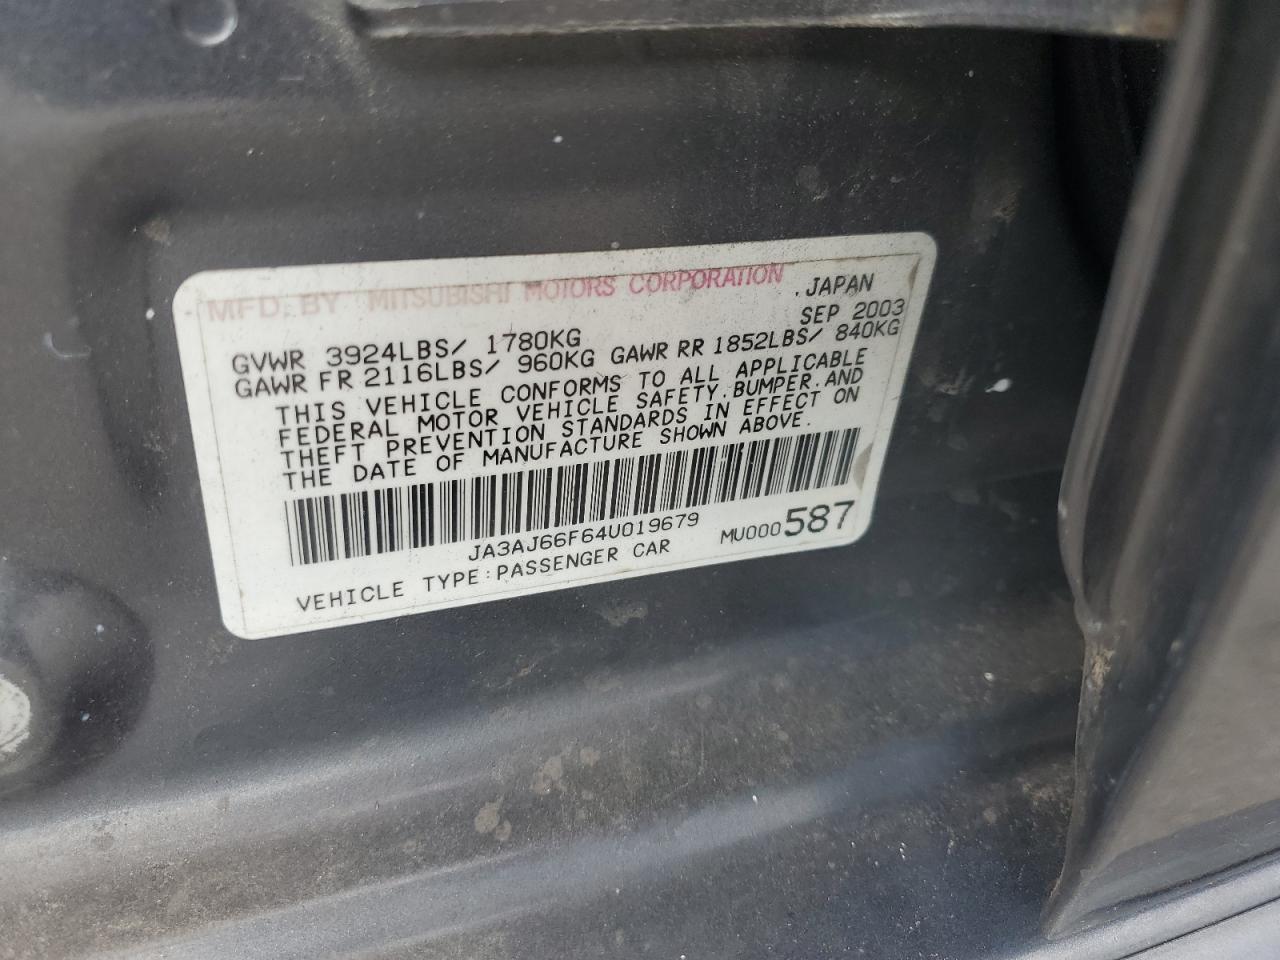 MFD. BY MITSUBISHI MOTORS CORPORATION .JAPAN
SEP 2003
GVWR 3924LBS/ 1780KG
GAWR FR 2116LBS/ 960KG GAWR RR 1852LBS/ 840KG
THIS VEHICLE CONFORMS TO ALL APPLICABLE
FEDERAL MOTOR VEHICLE SAFETY.BUMPER.AND
THEFT PREVENTION STANDARDS IN EFFECT ON
THE DATE OF MANUFACTURE SHOWN ABOVE.
JA3AJ66F64U019679
MU000587
VEHICLE TYPE:PASSENGER CAR